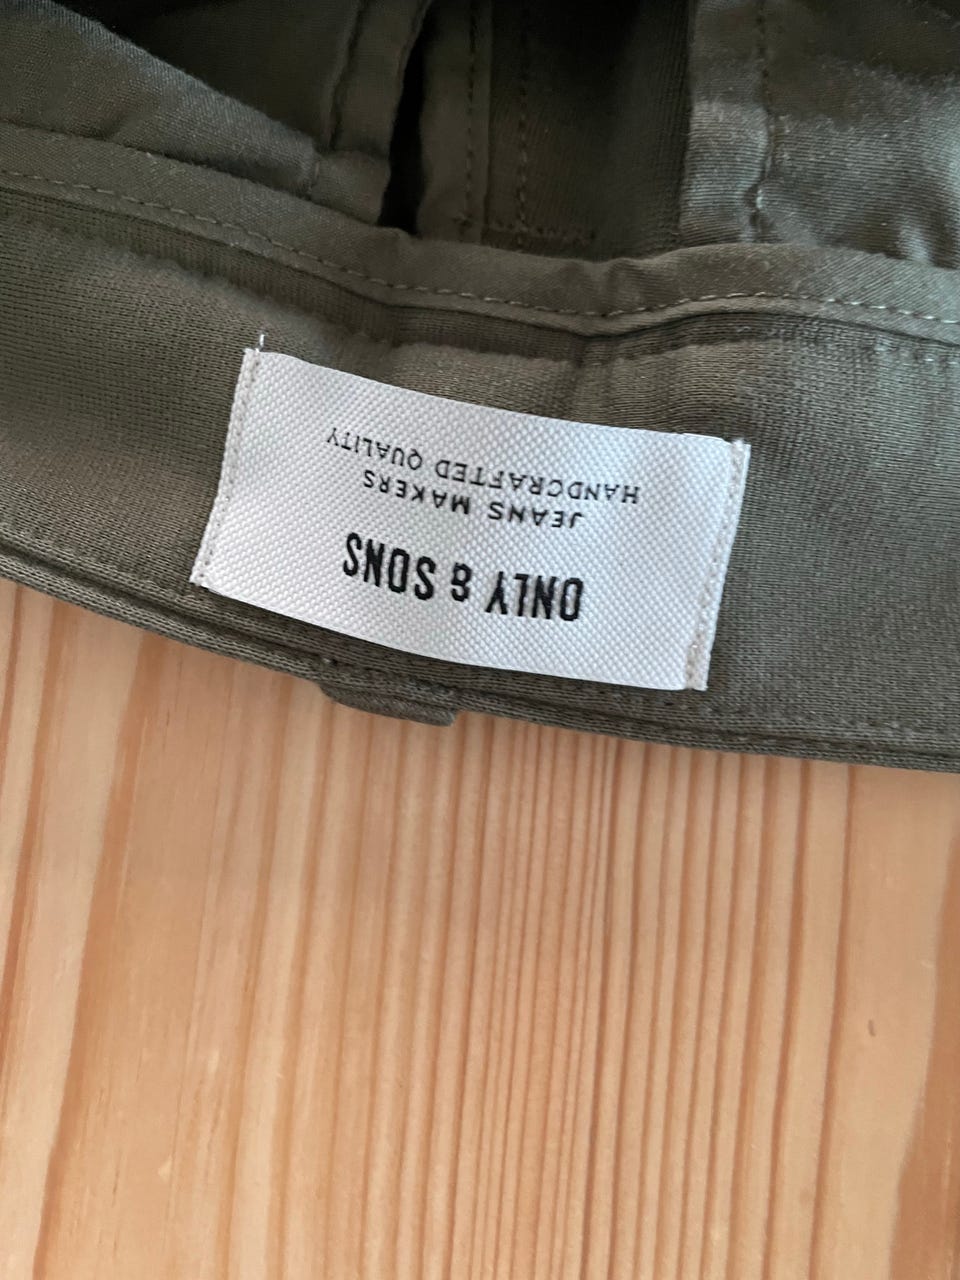 ONLY & SONS
JEANS MAKERS
HANDCRAFTED QUALITY